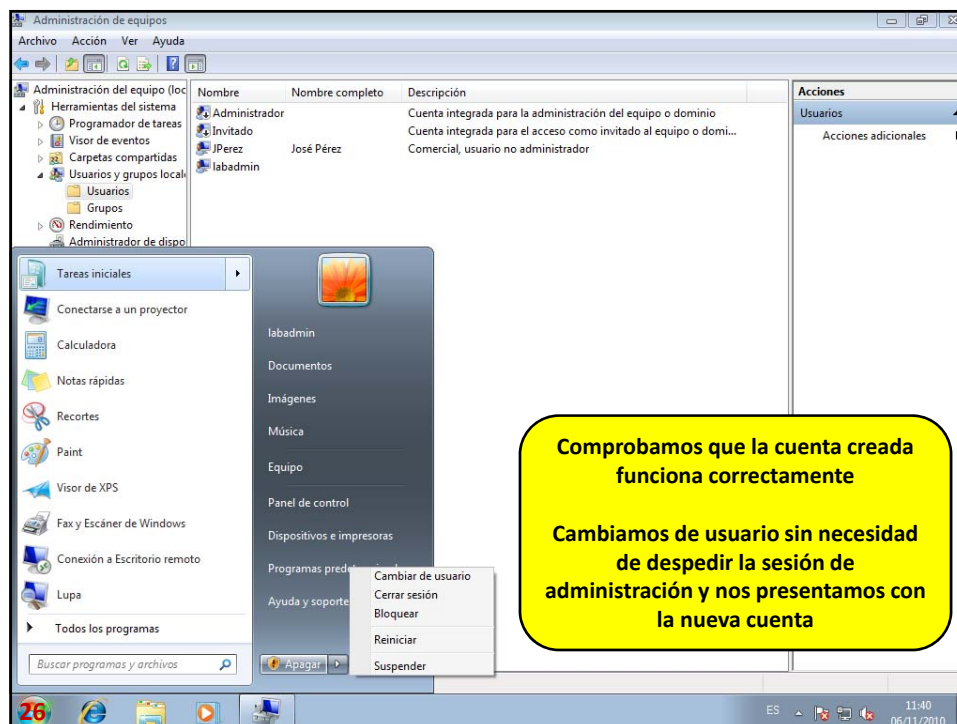 Administración de equipos
Archivo Acción Ver Ayuda
Administración del equipo (loc
Herramientas del sistema
Programador de tareas
Visor de eventos
Carpetas compartidas
Usuarios y grupos local
Usuarios
Grupos
Rendimiento
Administrador de dispo
Nombre Nombre completo Descripción
Administrador Cuenta integrada para la administración del equipo o dominio
Invitado Cuenta integrada para el acceso como invitado al equipo o domi...
JPerez José Pérez Comercial, usuario no administrador
labadmin
Acciones
Usuarios
Acciones adicionales
Tareas iniciales
Conectarse a un proyector
Calculadora
Notas rápidas
Recortes
Paint
Visor de XPS
Fax y Escáner de Windows
Conexión a Escritorio remoto
Lupa
Todos los programas
Buscar programas y archivos
labadmin
Documentos
Imágenes
Música
Equipo
Panel de control
Dispositivos e impresoras
Programas
Ayuda y soporte
Apagar
Cambiar de usuario
Cerrar sesión
Bloquear
Reiniciar
Suspender
Comprobamos que la cuenta creada
funciona correctamente
Cambiamos de usuario sin necesidad
de despedir la sesión de
administración y nos presentamos con
la nueva cuenta
26
ES
11:40
06/11/2010